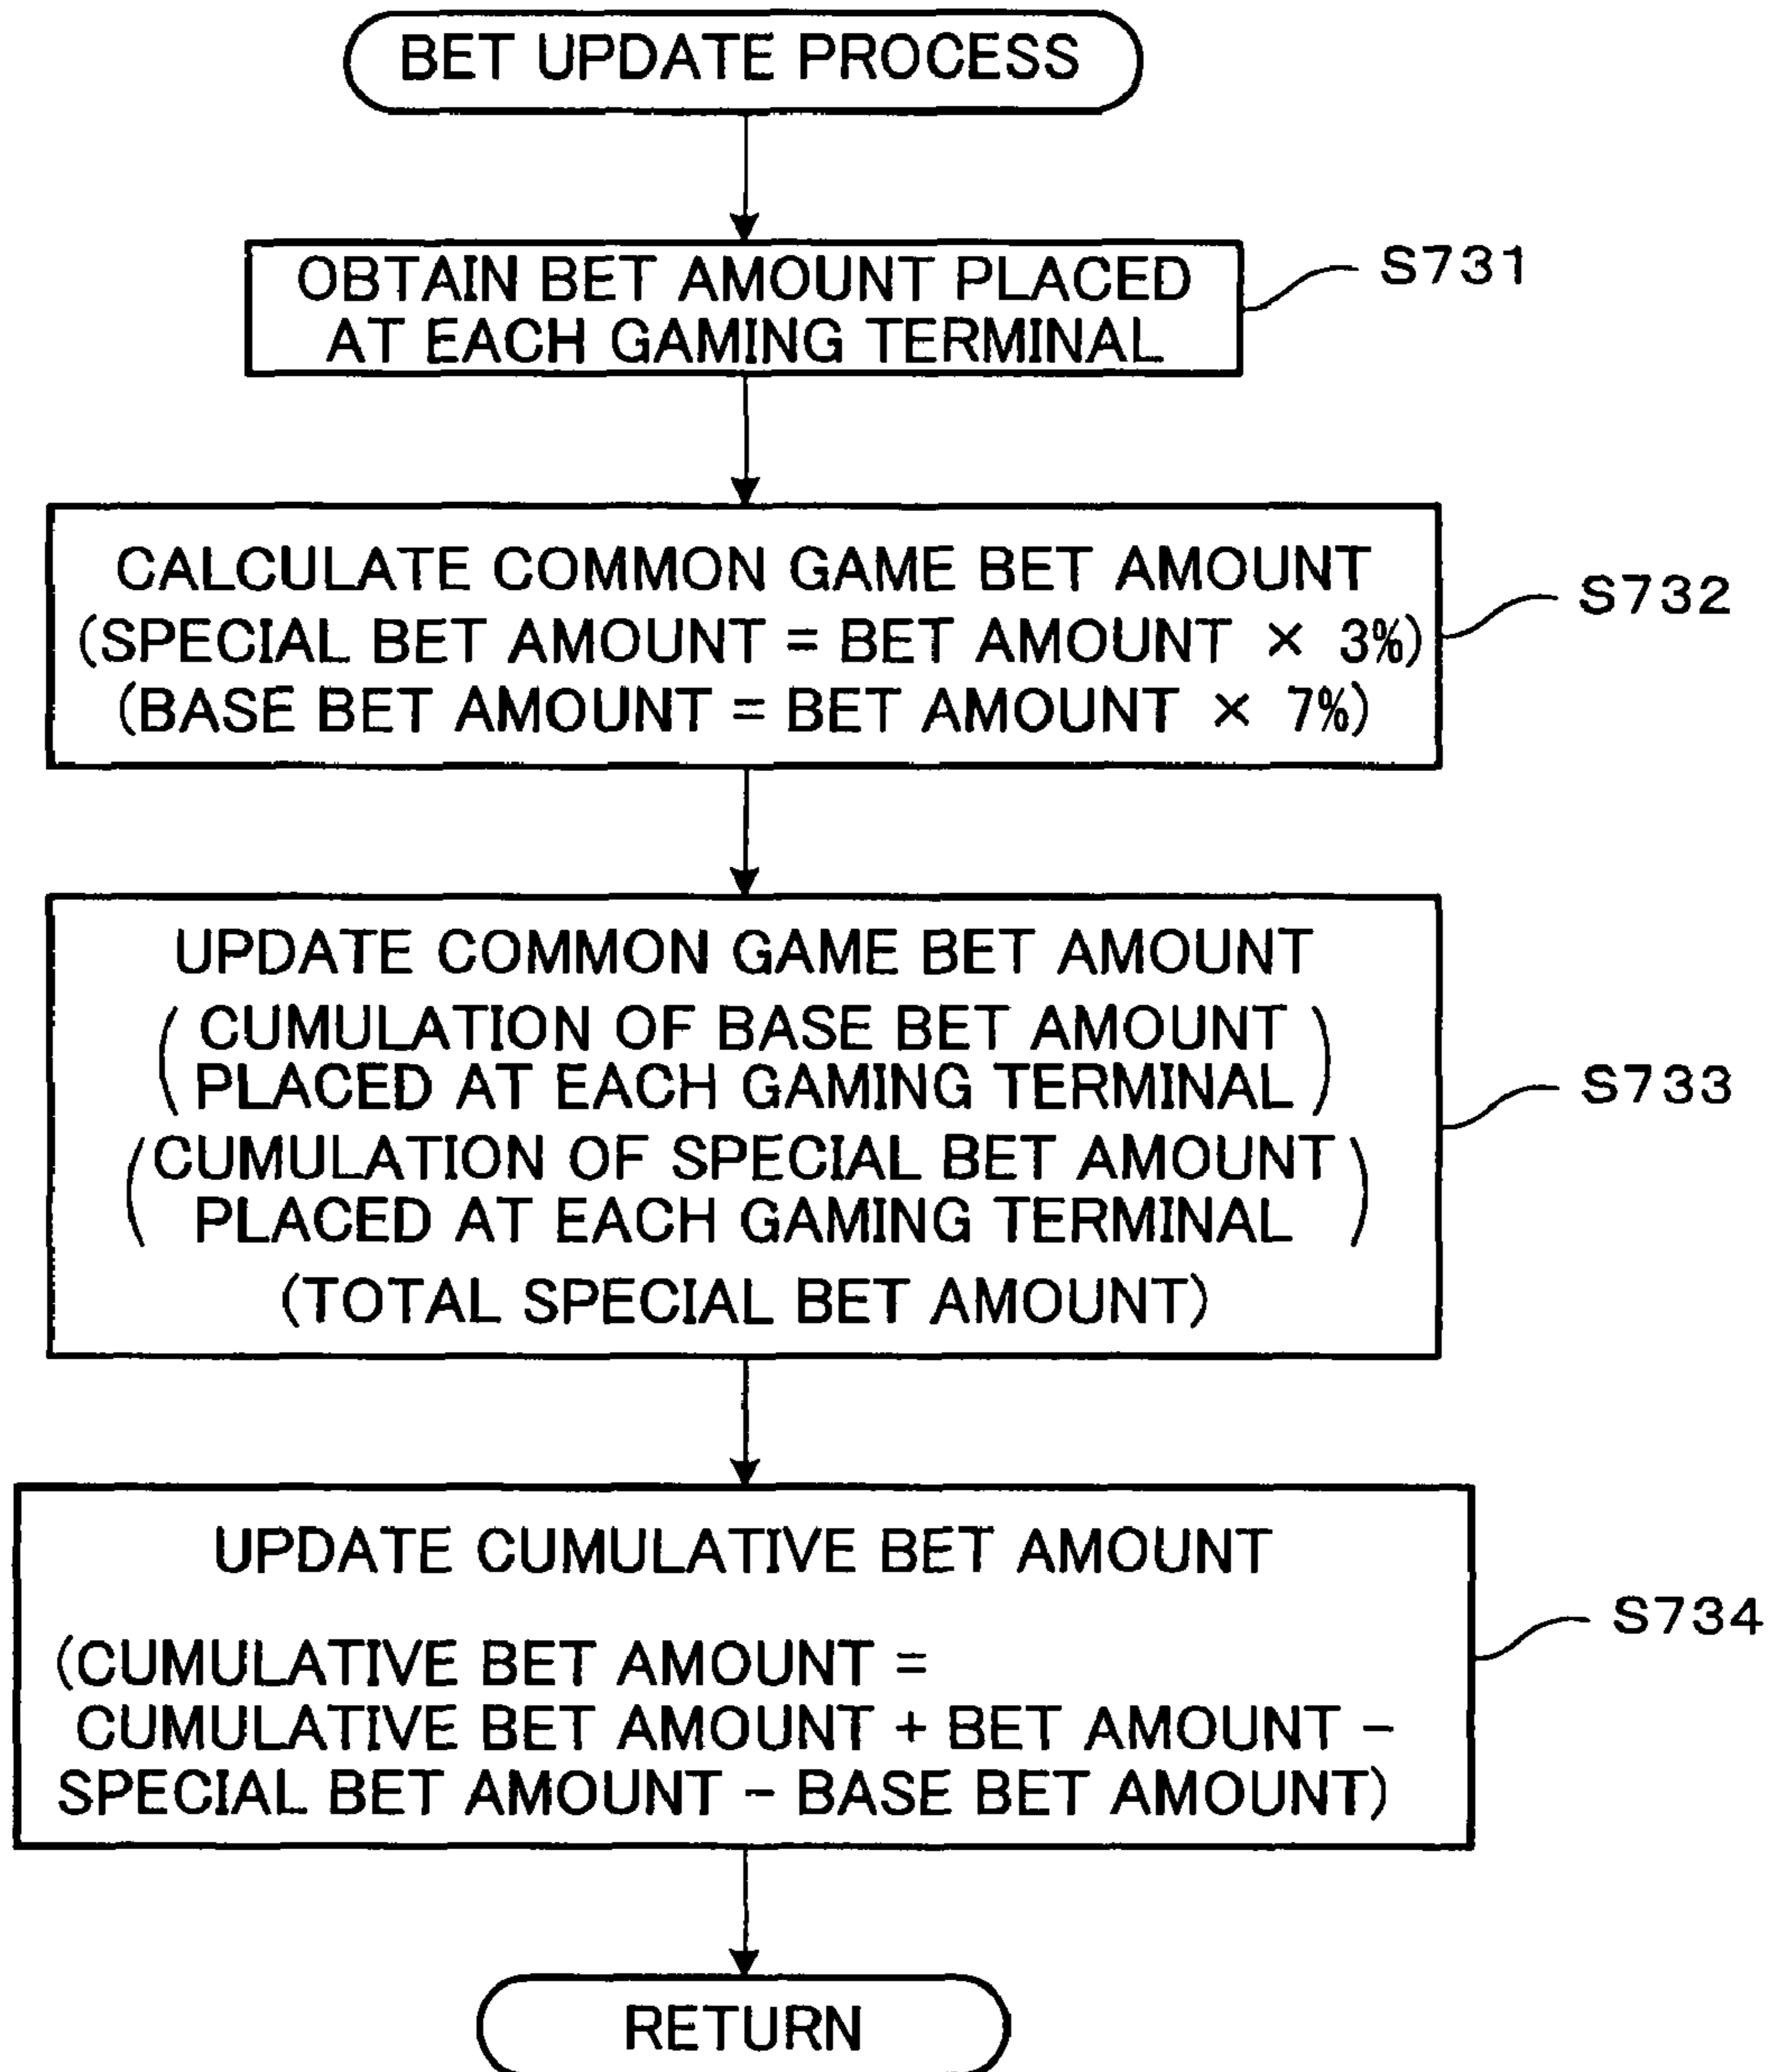 BET UPDATE PROCESS
OBTAIN BET AMOUNT PLACED
AT EACH GAMING TERMINAL
S731
CALCULATE COMMON GAME BET AMOUNT
(SPECIAL BET AMOUNT = BET AMOUNT × 3%)
(BASE BET AMOUNT = BET AMOUNT × 7%)
S732
UPDATE COMMON GAME BET AMOUNT
(CUMULATION OF BASE BET AMOUNT
PLACED AT EACH GAMING TERMINAL)
(CUMULATION OF SPECIAL BET AMOUNT
PLACED AT EACH GAMING TERMINAL)
(TOTAL SPECIAL BET AMOUNT)
S733
UPDATE CUMULATIVE BET AMOUNT
(CUMULATIVE BET AMOUNT =
CUMULATIVE BET AMOUNT + BET AMOUNT -
SPECIAL BET AMOUNT - BASE BET AMOUNT)
S734
RETURN